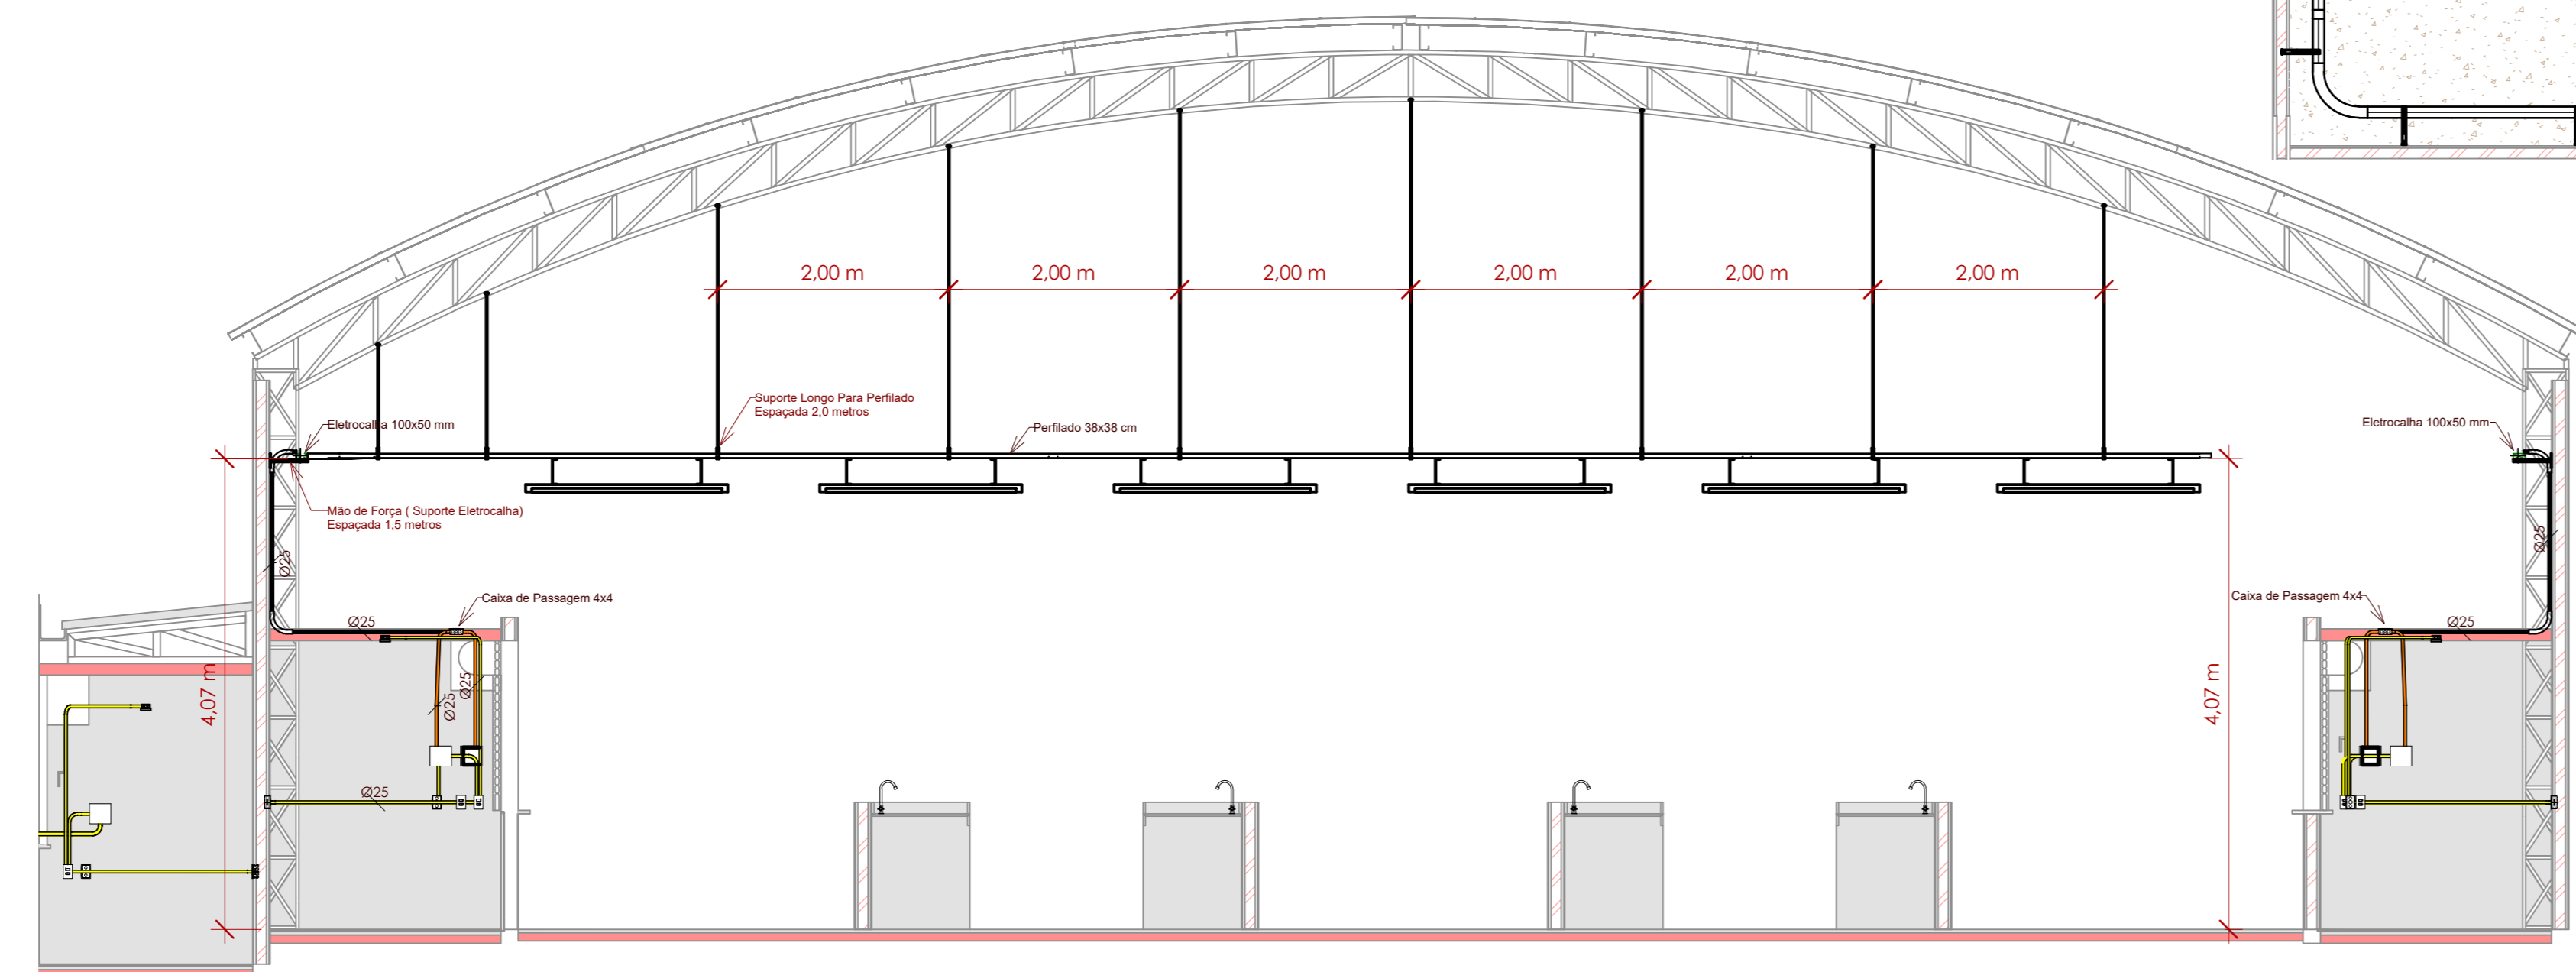 2,00 m
2,00 m
2,00 m
2,00 m
2,00 m
2,00 m
Suporte Longo Para Perfilado
Espaçada 2,0 metros
Eletrocalha 100x50 mm
Perfilado 38x38 cm
Eletrocalha 100x50 mm
Mão de Força ( Suporte Eletrocalha)
Espaçada 1,5 metros
Ø25
Ø25
Caixa de Passagem 4x4
Caixa de Passagem 4x4
Ø25
Ø25
4,07 m
Ø25
Ø25
4,07 m
Ø25